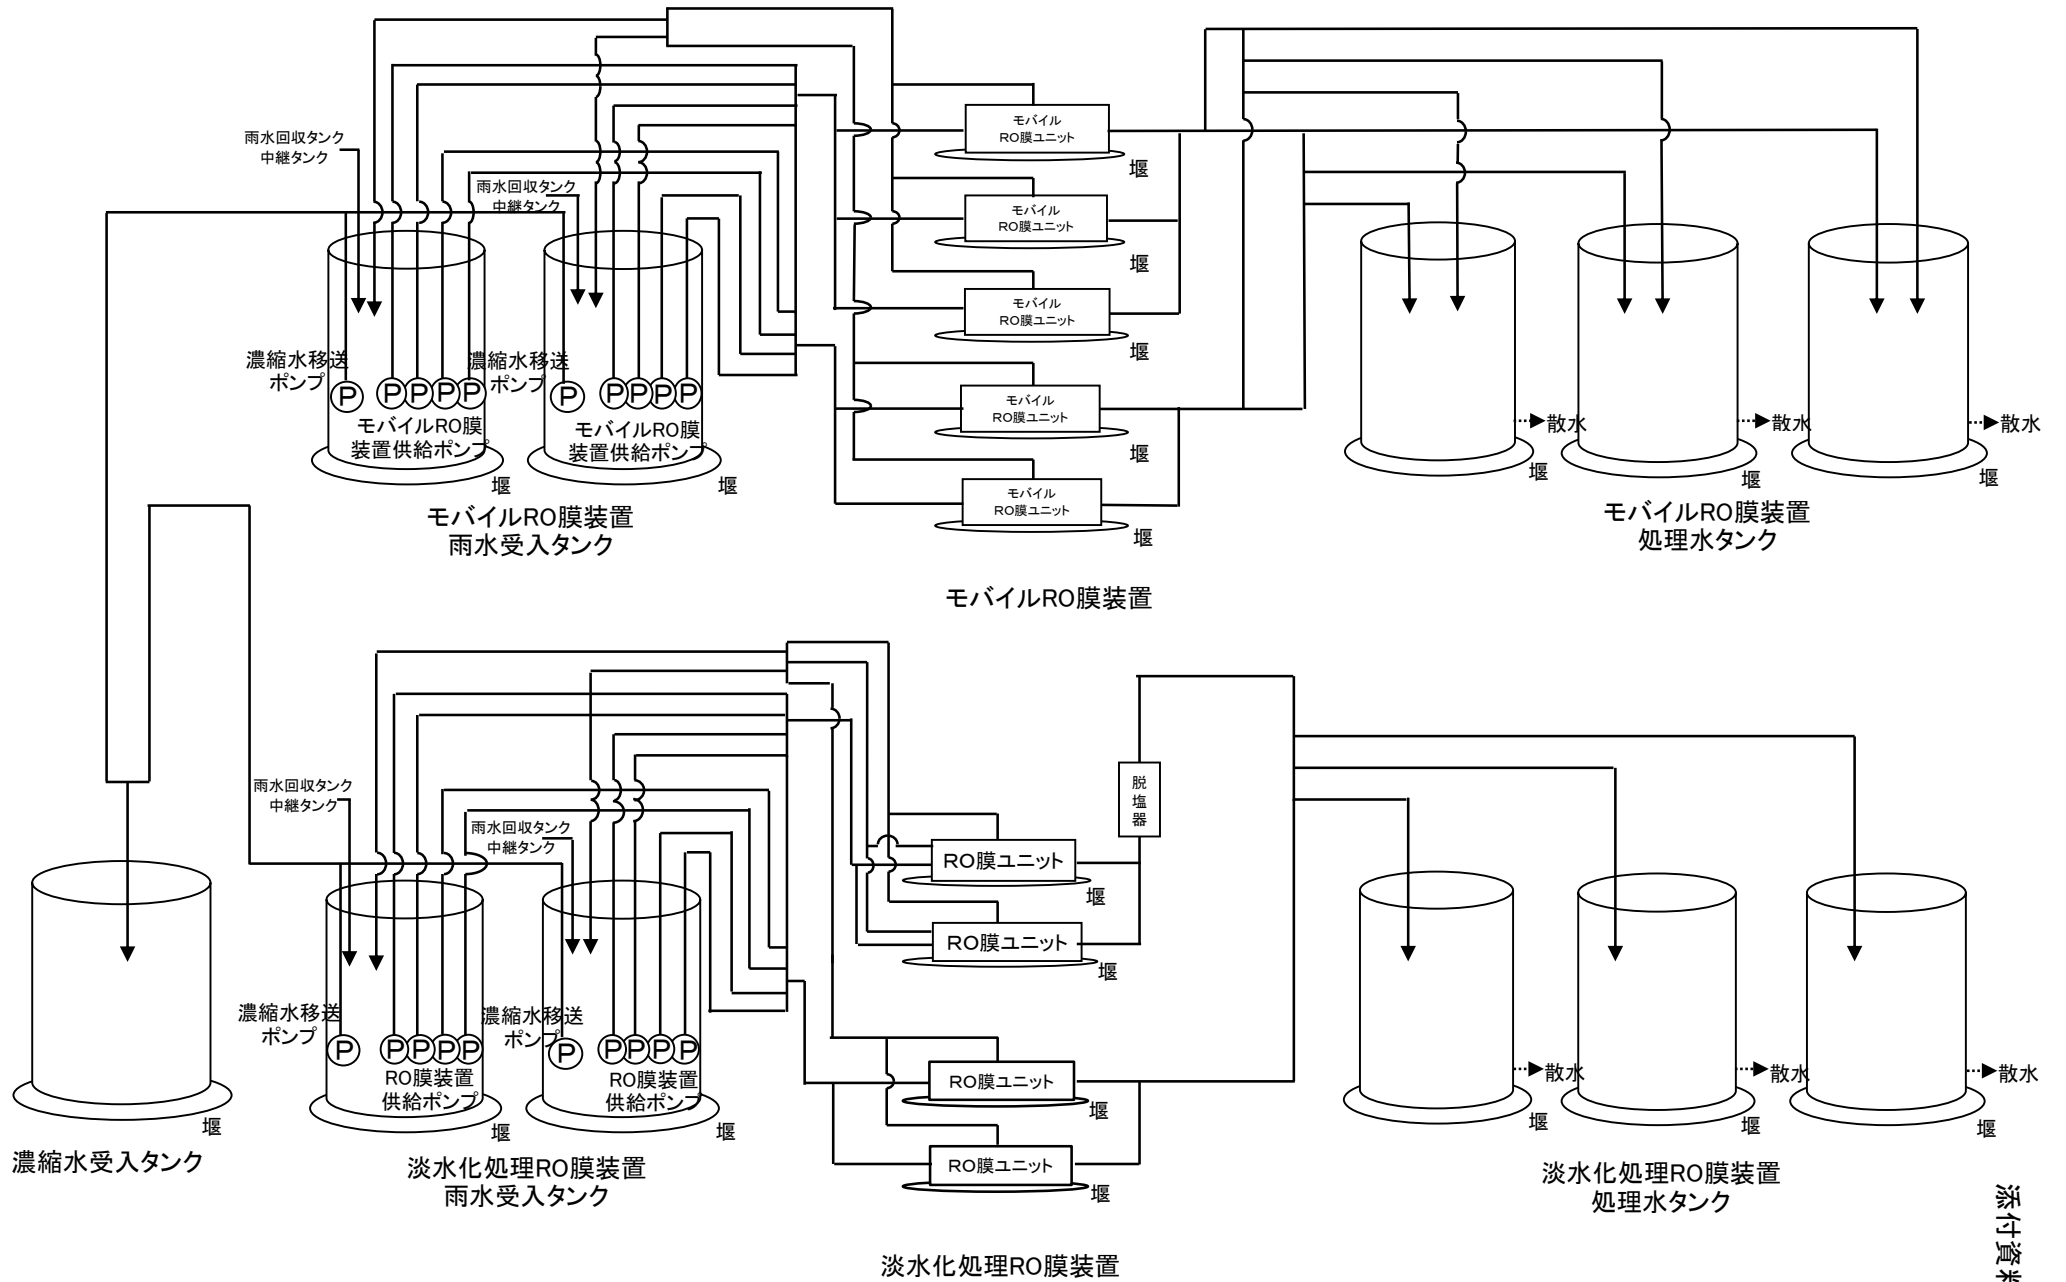 雨水回収タンク
中継タンク
雨水回収タンク
中継タンク
モバイル
RO膜ユニット
堰
モバイル
RO膜ユニット
堰
モバイル
RO膜ユニット
堰
モバイル
RO膜ユニット
堰
モバイル
RO膜ユニット
堰
濃縮水移送
ポンプ
P
P
P
P
P
モバイルRO膜
装置供給ポンプ
堰
濃縮水移送
ポンプ
P
P
P
P
P
モバイルRO膜
装置供給ポンプ
堰
モバイルRO膜装置
雨水受入タンク
モバイルRO膜装置
散水
堰
散水
堰
散水
堰
モバイルRO膜装置
処理水タンク
雨水回収タンク
中継タンク
雨水回収タンク
中継タンク
脱
塩
器
RO膜ユニット
堰
RO膜ユニット
堰
RO膜ユニット
堰
RO膜ユニット
堰
濃縮水移送
ポンプ
P
P
P
P
P
RO膜装置
供給ポンプ
堰
濃縮水移送
ポンプ
P
P
P
P
P
RO膜装置
供給ポンプ
堰
堰
濃縮水受入タンク
淡水化処理RO膜装置
雨水受入タンク
淡水化処理RO膜装置
散水
堰
散水
堰
散水
堰
淡水化処理RO膜装置
処理水タンク
添付資料